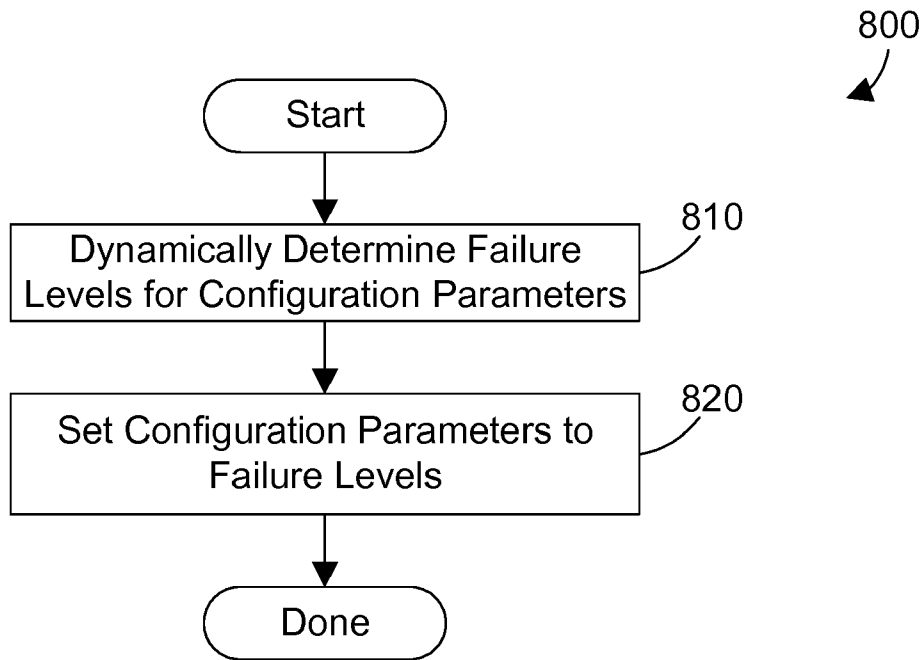 800
Start
810
Dynamically Determine Failure
Levels for Configuration Parameters
820
Set Configuration Parameters to
Failure Levels
Done